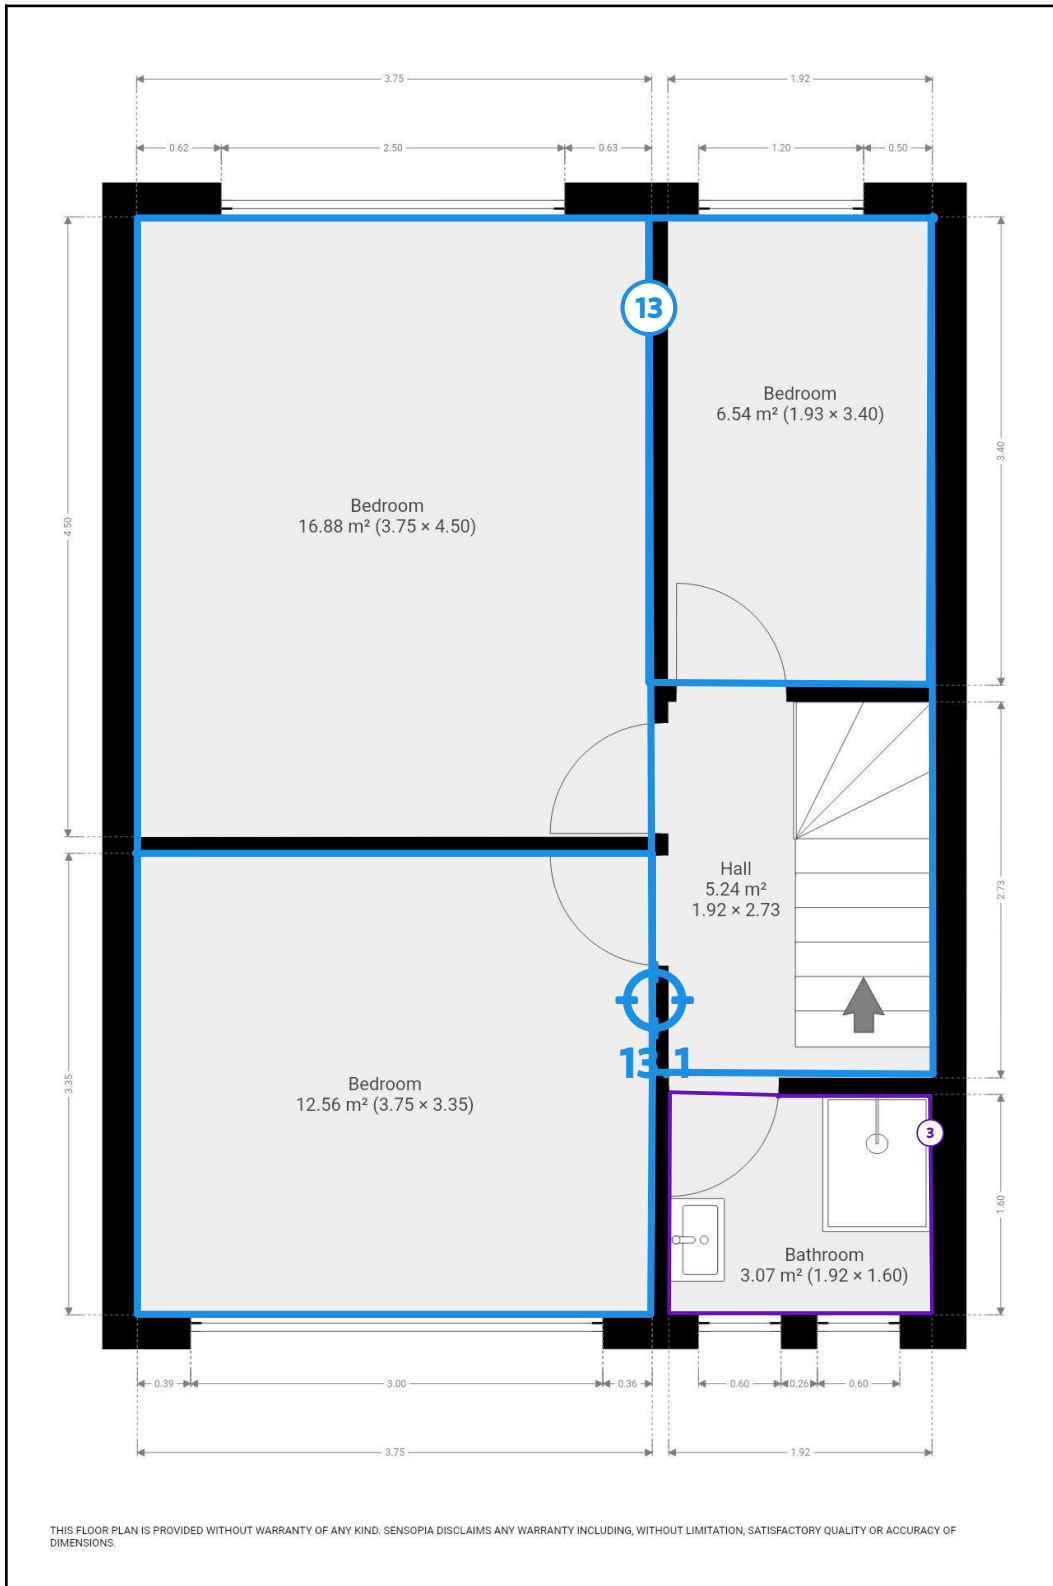 3.75
1.92
0.62
2.50
0.63
1.20
0.50
13
Bedroom
6.54 m² (1.93 × 3.40)
3.40
Bedroom
16.88 m² (3.75 × 4.50)
4.50
Hall
5.24 m²
1.92 × 2.73
2.73
13.1
Bedroom
12.56 m² (3.75 × 3.35)
3.35
3
Bathroom
3.07 m² (1.92 × 1.60)
1.60
0.39
3.00
0.36
0.60
0.26
0.60
3.75
1.92
THIS FLOOR PLAN IS PROVIDED WITHOUT WARRANTY OF ANY KIND. SENSOPIA DISCLAIMS ANY WARRANTY INCLUDING, WITHOUT LIMITATION, SATISFACTORY QUALITY OR ACCURACY OF
DIMENSIONS.